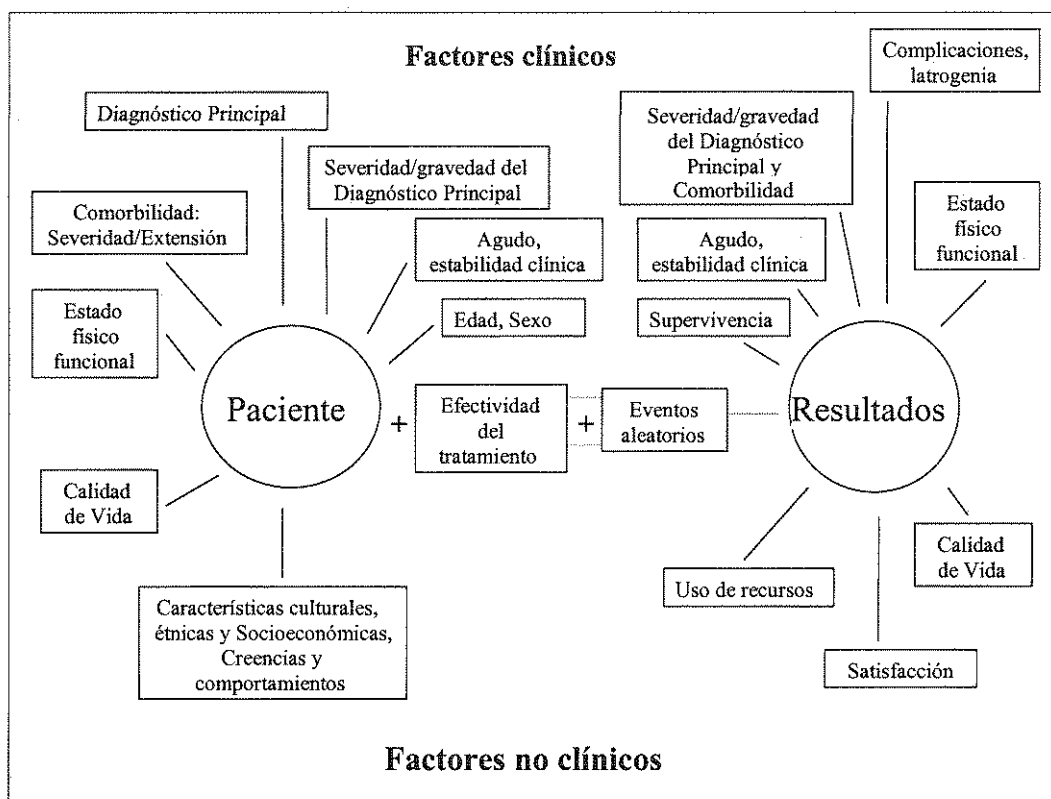 Factores clínicos
Complicaciones,
Iatrogenia
Diagnóstico Principal
Severidad/gravedad del
Diagnóstico Principal
Severidad/gravedad
del Diagnóstico
Principal y
Comorbilidad
Comorbilidad:
Severidad/Extensión
Agudo,
estabilidad clínica
Agudo,
estabilidad clínica
Estado
físico
funcional
Estado
físico
funcional
Edad, Sexo
Supervivencia
Paciente
+
Efectividad
del
tratamiento
+
Eventos
aleatorios
Resultados
Calidad
de Vida
Calidad
de Vida
Uso de recursos
Características culturales,
étnicas y Socioeconómicas,
Creencias y
comportamientos
Satisfacción
Factores no clínicos